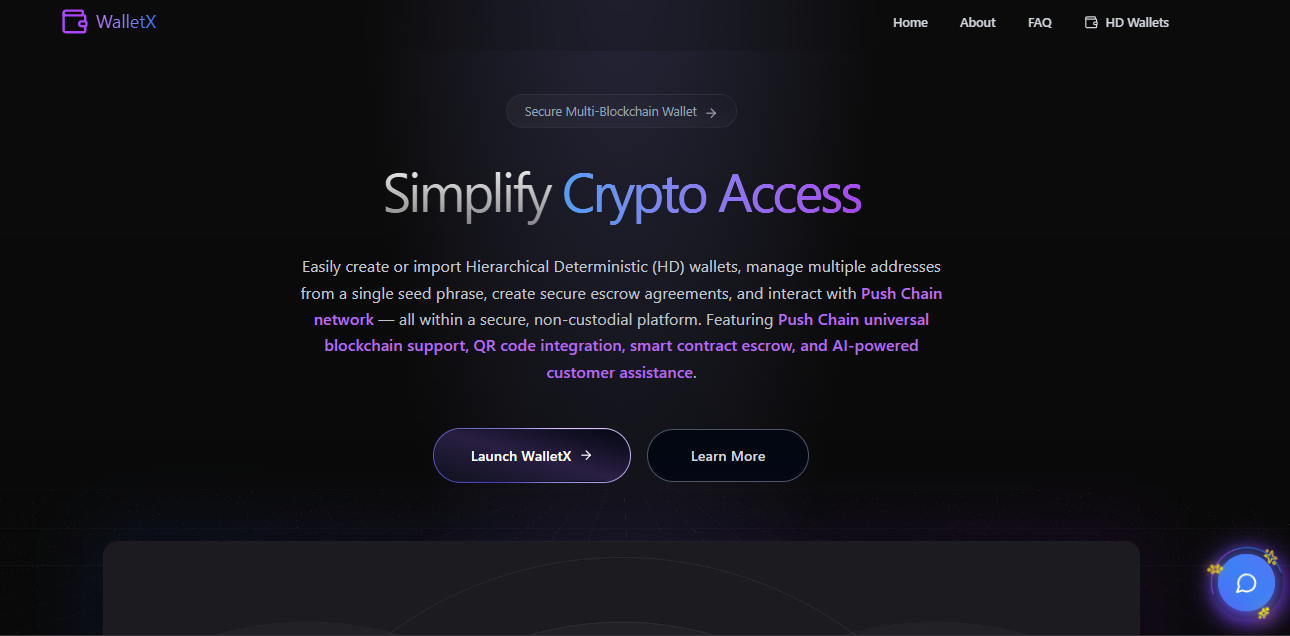 WalletX
Home
About
FAQ
HD Wallets
Secure Multi-Blockchain Wallet →
Simplify Crypto Access
Easily create or import Hierarchical Deterministic (HD) wallets, manage multiple addresses
from a single seed phrase, create secure escrow agreements, and interact with Push Chain
network — all within a secure, non-custodial platform. Featuring Push Chain universal
blockchain support, QR code integration, smart contract escrow, and AI-powered
customer assistance.
Launch WalletX →
Learn More